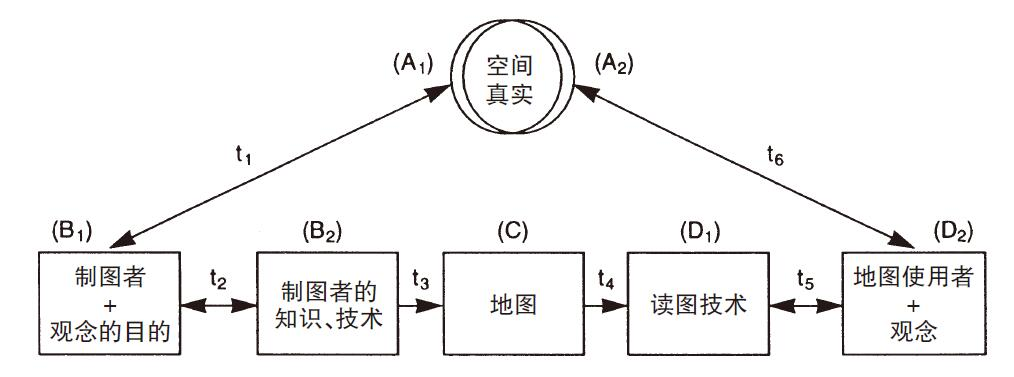 (A₁)
空间
真实
(A₂)
t₁
t₆
(B₁)
(B₂)
(C)
(D₁)
(D₂)
制图者
+
观念的目的
t₂
制图者的
知识、技术
t₃
地图
t₄
读图技术
t₅
地图使用者
+
观念